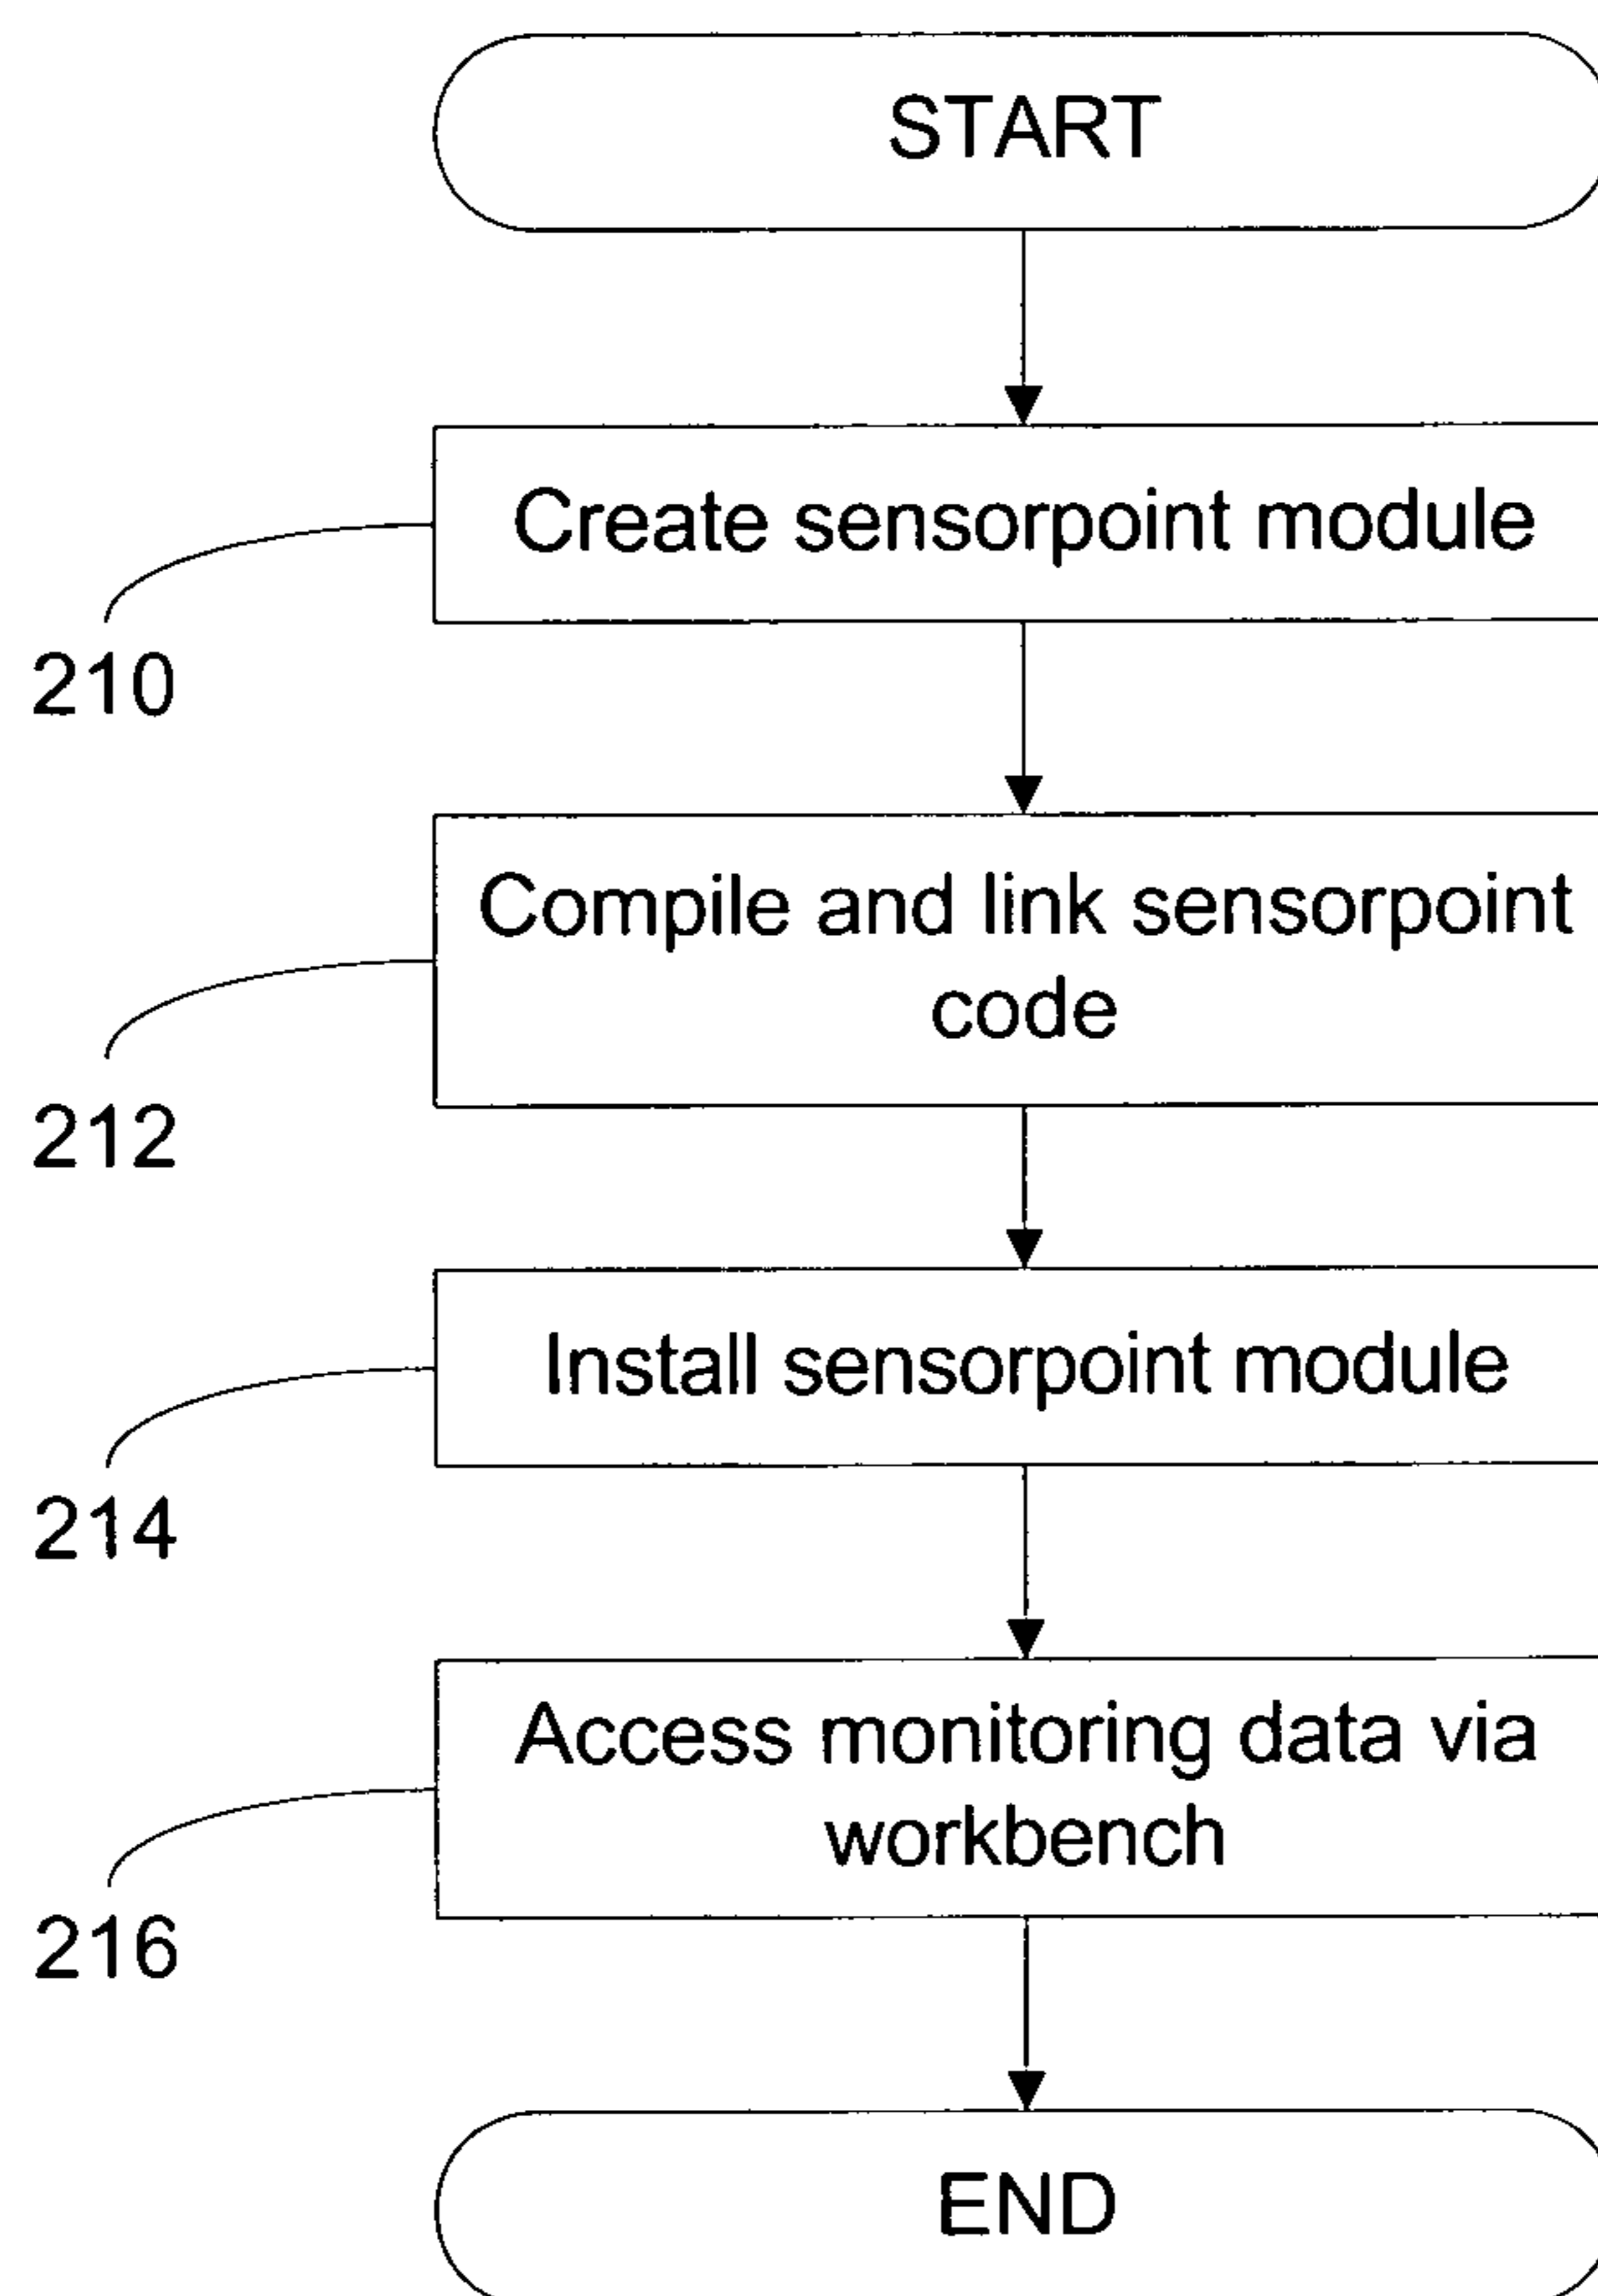 START
Create sensorpoint module
210
Compile and link sensorpoint
code
212
Install sensorpoint module
214
Access monitoring data via
workbench
216
END